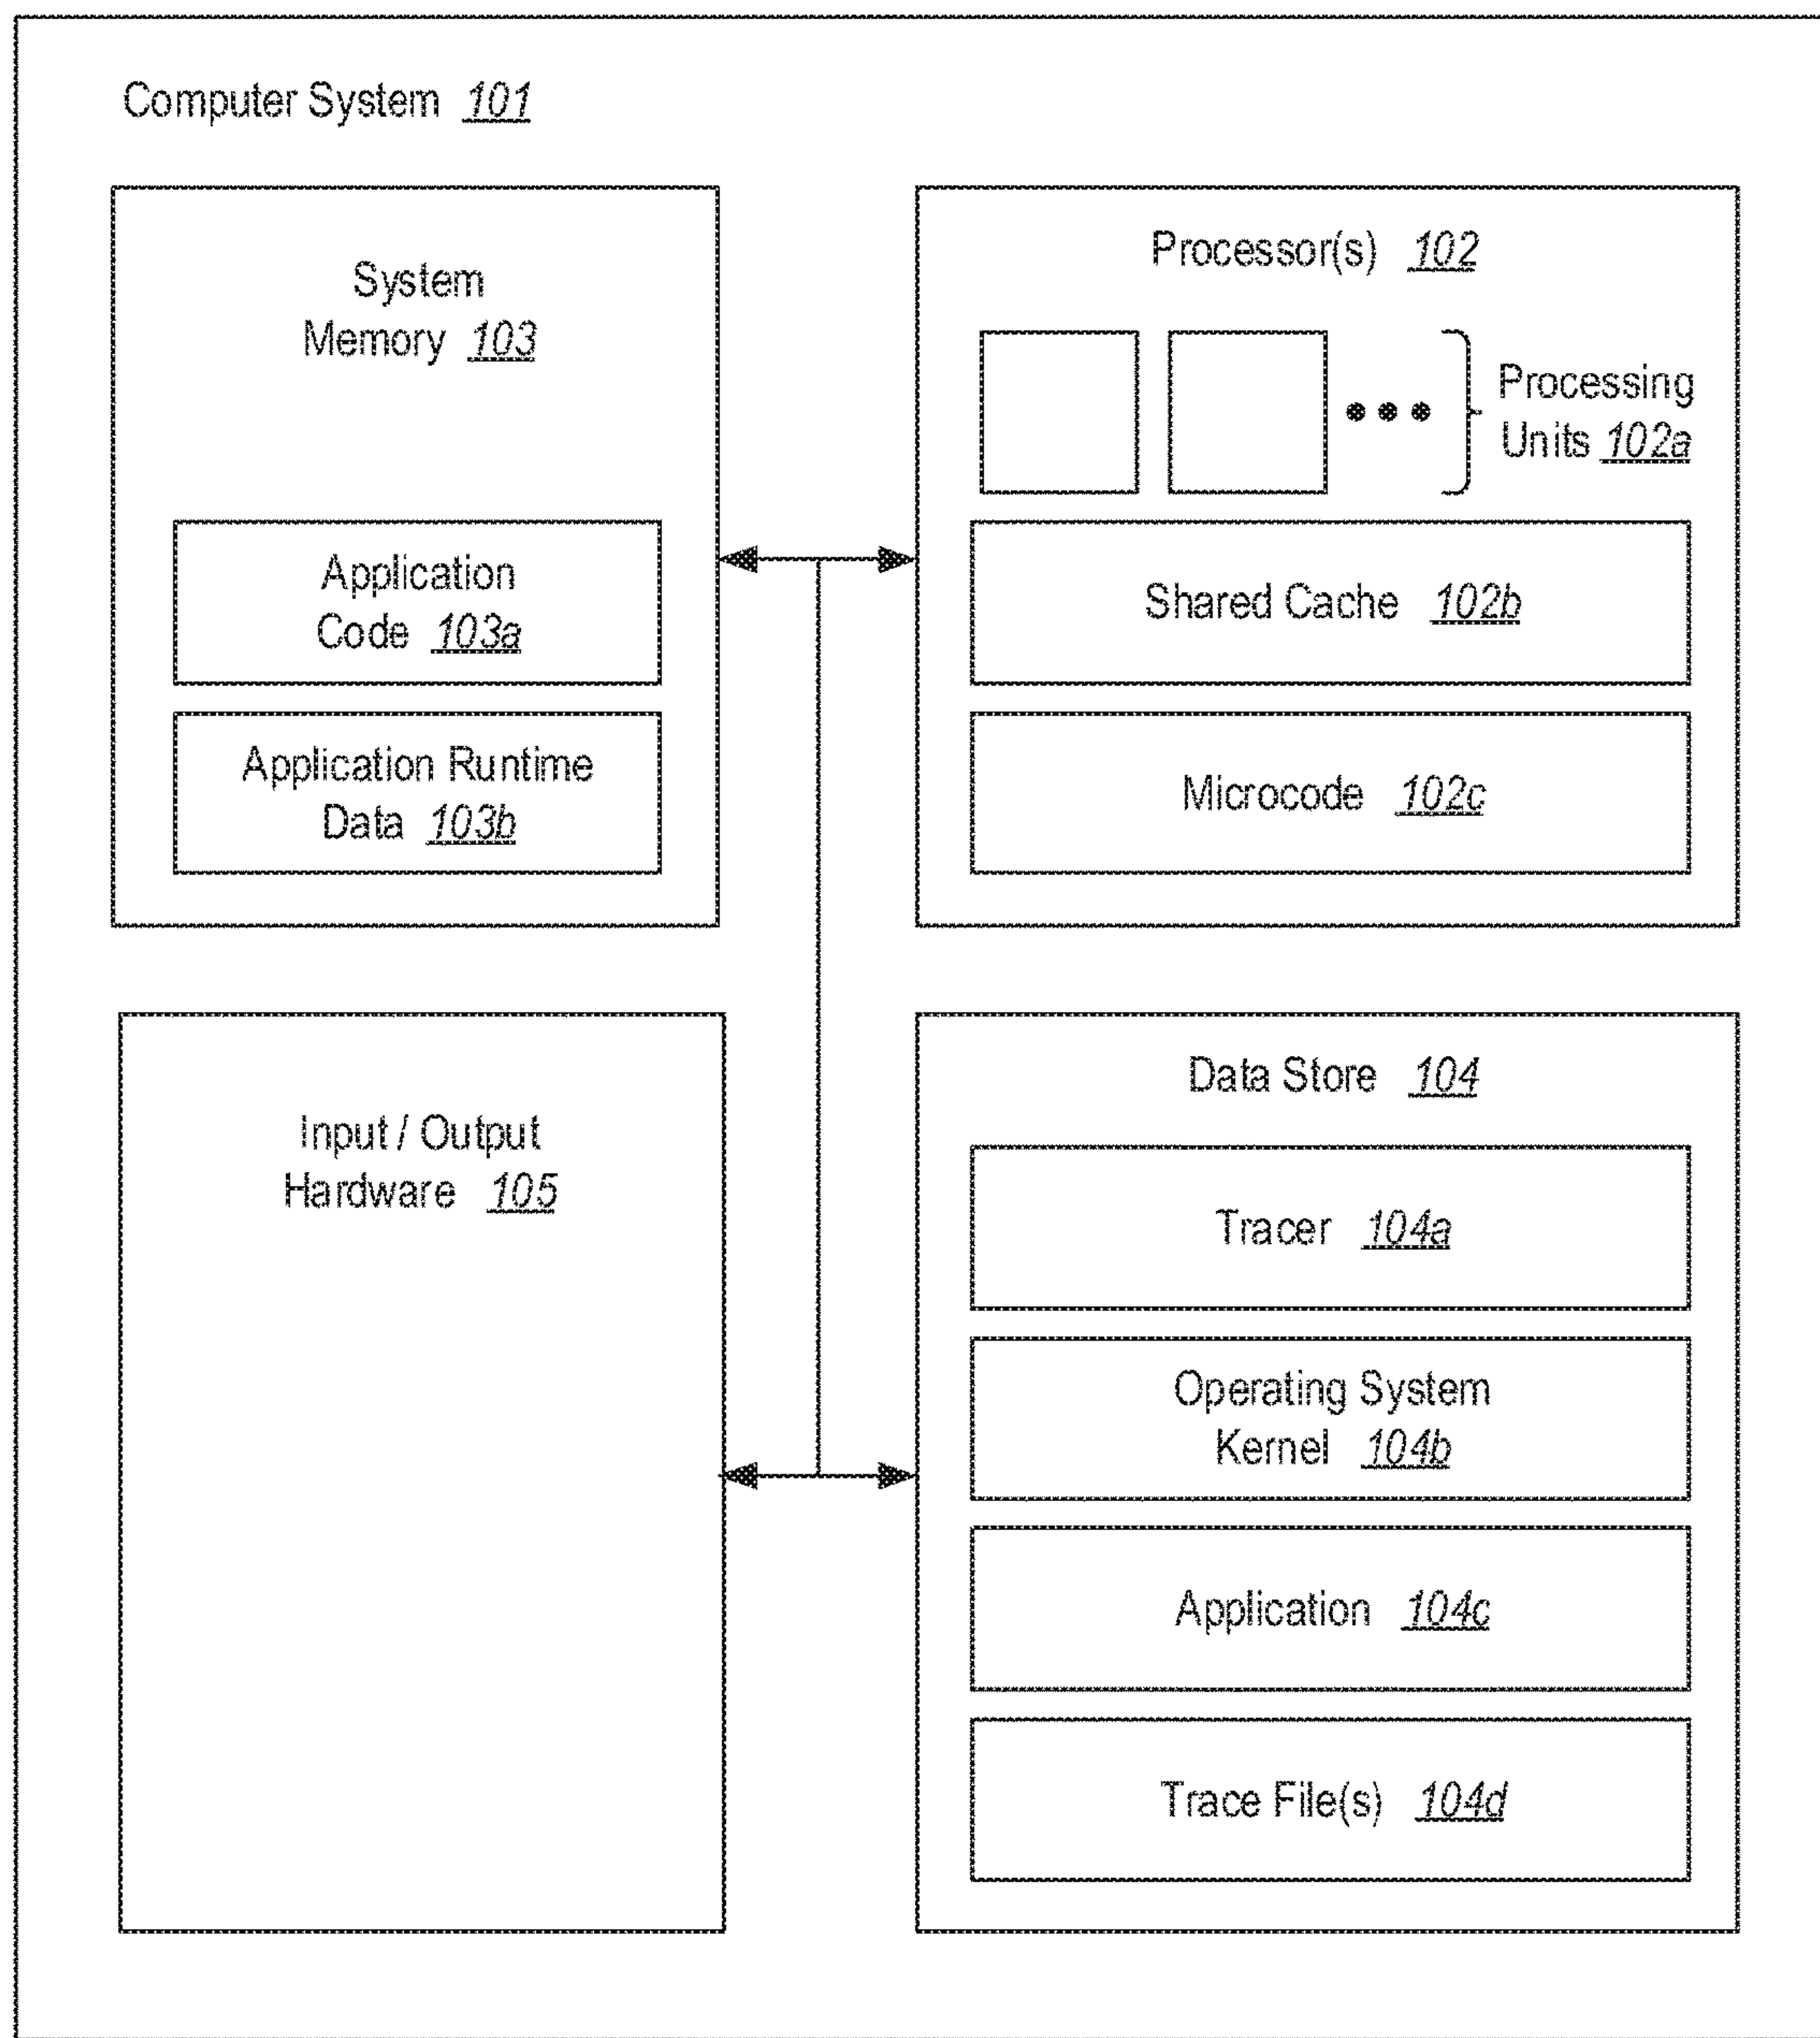 Computer System 101
System
Memory 103
Application
Code 103a
Application Runtime
Data 103b
Processor(s) 102
Processing
Units 102a
Shared Cache 102b
Microcode 102c
Input / Output
Hardware 105
Data Store 104
Tracer 104a
Operating System
Kernel 104b
Application 104c
Trace File(s) 104d